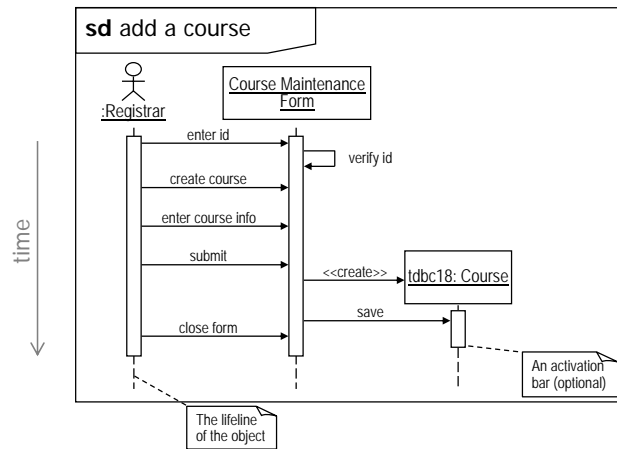 sd add a course
:Registrar
Course Maintenance
Form
time
enter id
verify id
create course
enter course info
submit
<<create>>
tdbc18: Course
save
close form
An activation
bar (optional)
The lifeline
of the object